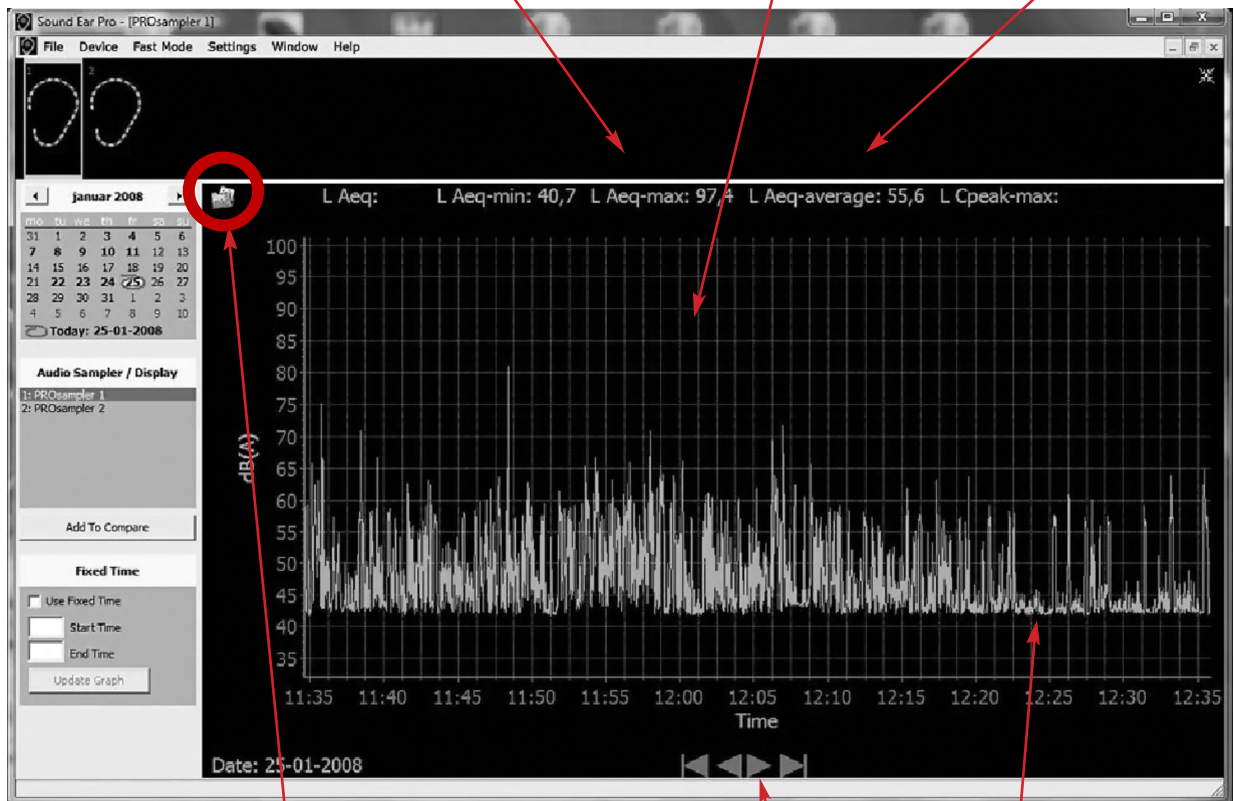 Sound Ear Pro - [PROsampler 1]
File Device Fast Mode Settings Window Help
1 2
januar 2008
mo tu we th fr sa su
31 1 2 3 4 5 6
7 8 9 10 11 12 13
14 15 16 17 18 19 20
21 22 23 24 25 26 27
28 29 30 31 1 2 3
4 5 6 7 8 9 10
Today: 25-01-2008
Audio Sampler / Display
1: PROsampler 1
2: PROsampler 2
Add To Compare
Fixed Time
Use Fixed Time
Start Time
End Time
Update Graph
L Aeq: L Aeq-min: 40,7 L Aeq-max: 97,4 L Aeq-average: 55,6 L Cpeak-max:
100
95
90
85
80
75
70
65
60
55
50
45
40
35
dB(A)
11:35 11:40 11:45 11:50 11:55 12:00 12:05 12:10 12:15 12:20 12:25 12:30 12:35
Time
Date: 25-01-2008